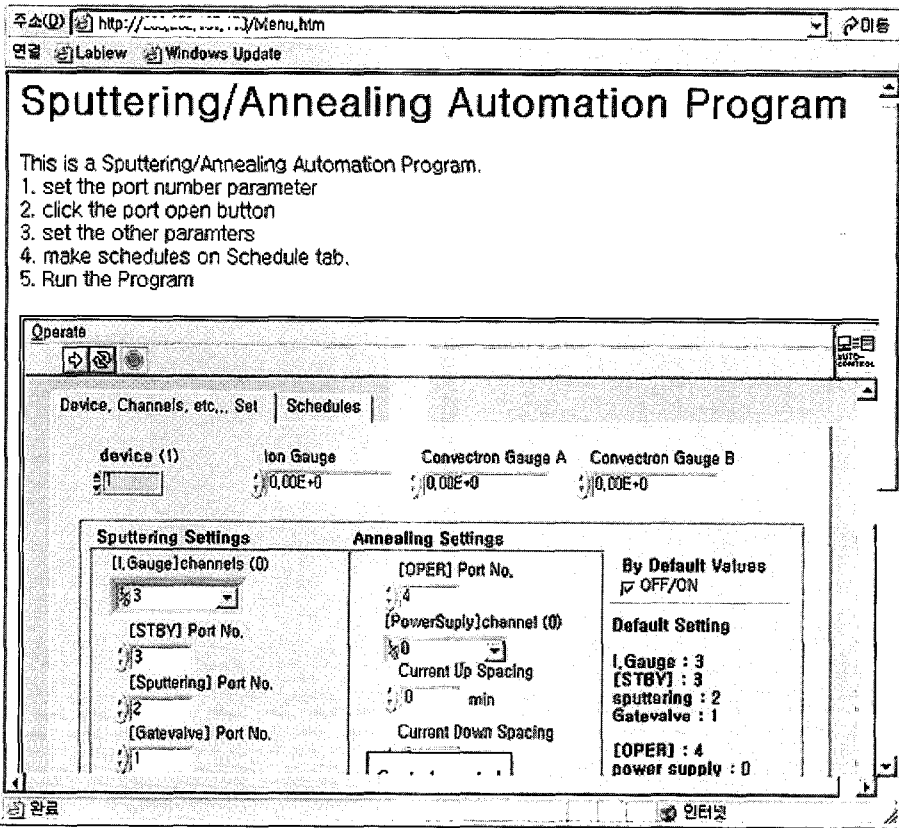 주소(D) http:// /Menu.htm 이동
연결 Labiew Windows Update
Sputtering/Annealing Automation Program
This is a Sputtering/Annealing Automation Program.
1. set the port number parameter
2. click the port open button
3. set the other paramters
4. make schedules on Schedule tab.
5. Run the Program
Operate
AUTO-CONTROL
Device, Channels, etc... Set Schedules
device (1) Ion Gauge Convectron Gauge A Convectron Gauge B
1 0,00E+0 0,00E+0 0,00E+0
Sputtering Settings Annealing Settings
[I.Gauge]channels (0) [OPER] Port No. By Default Values
3 4 OFF/ON
[STBY] Port No. [PowerSuply]channel (0) Default Setting
3 0
[Sputtering] Port No. Current Up Spacing
2 0 min
[Gatevalve] Port No. Current Down Spacing
1
I.Gauge : 3
[STBY] : 3
sputtering : 2
Gatevalve : 1
[OPER] : 4
power supply : 0
완료 인터넷